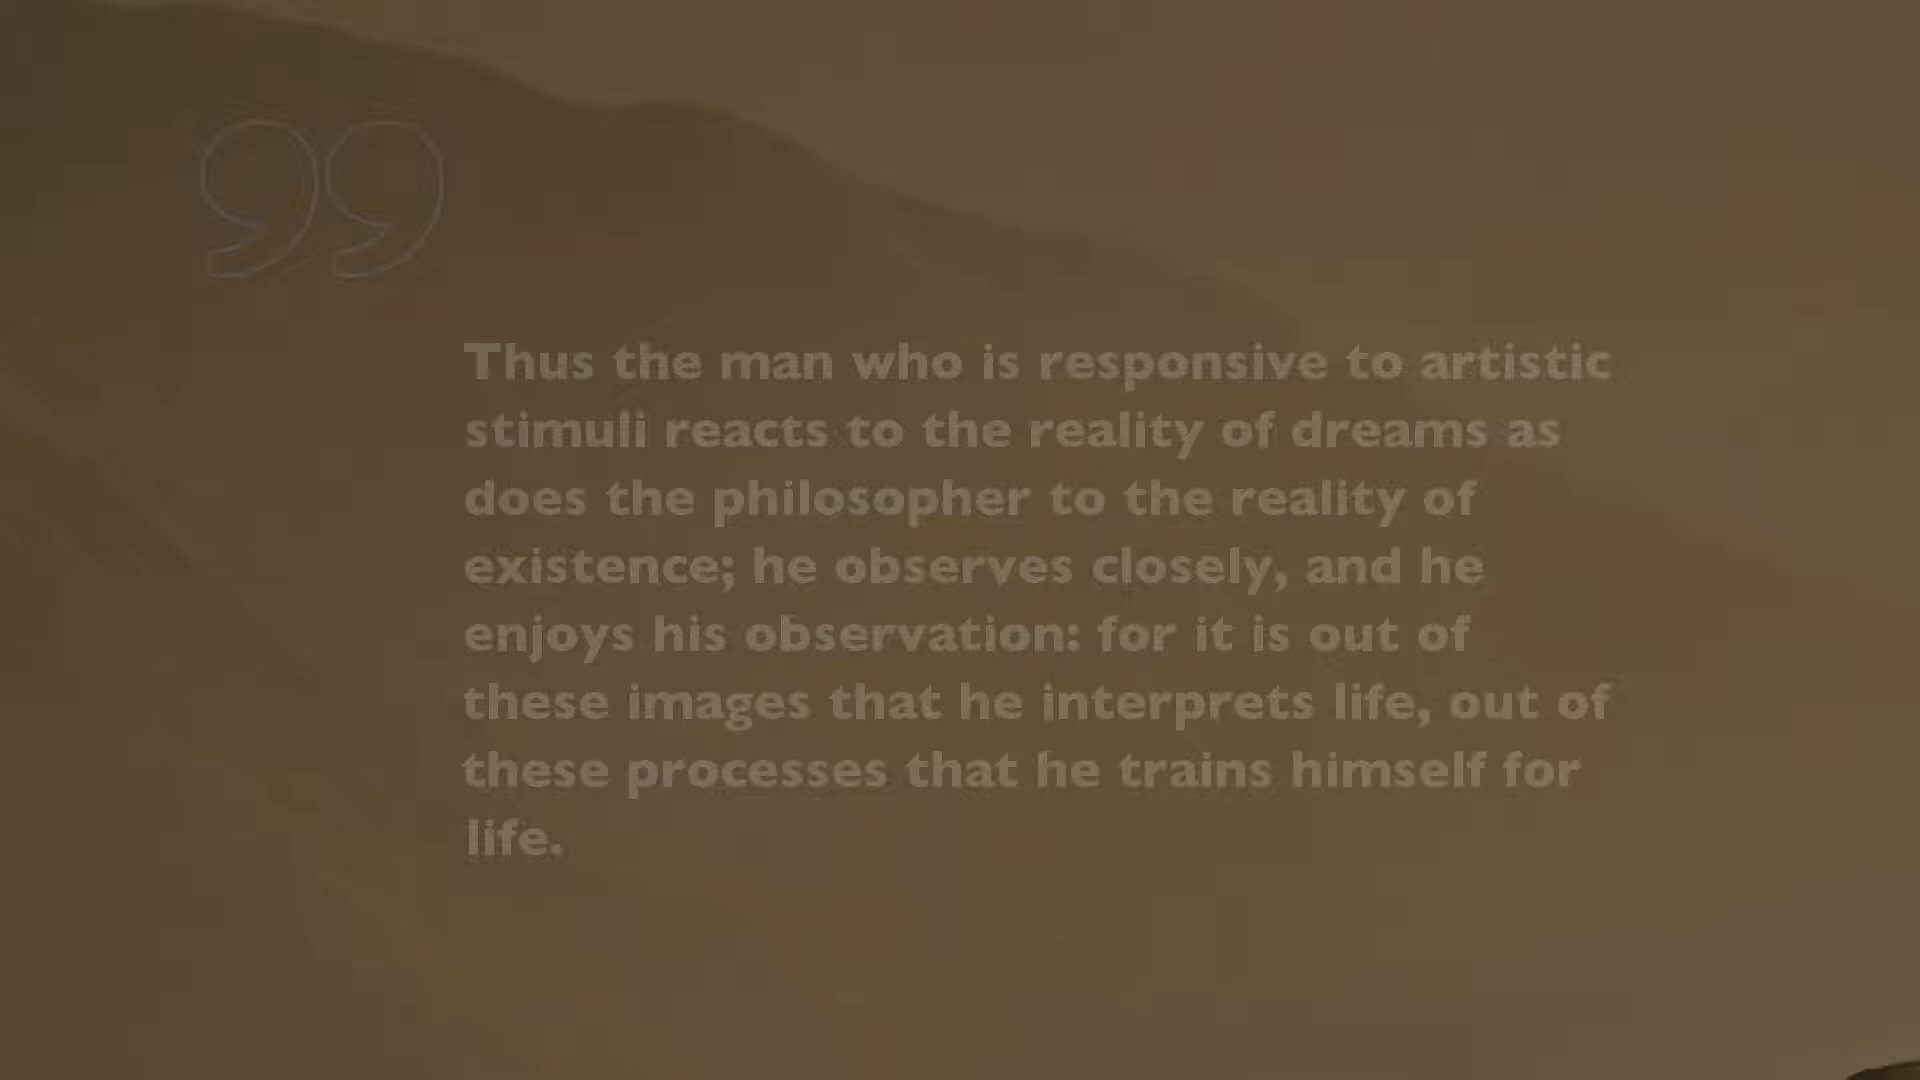 99
Thus the man who is responsive to artistic
stimuli reacts to the reality of dreams as
does the philosopher to the reality of
existence; he observes closely, and he
enjoys his observation: for it is out of
these images that he interprets life, out of
these processes that he trains himself for
life.